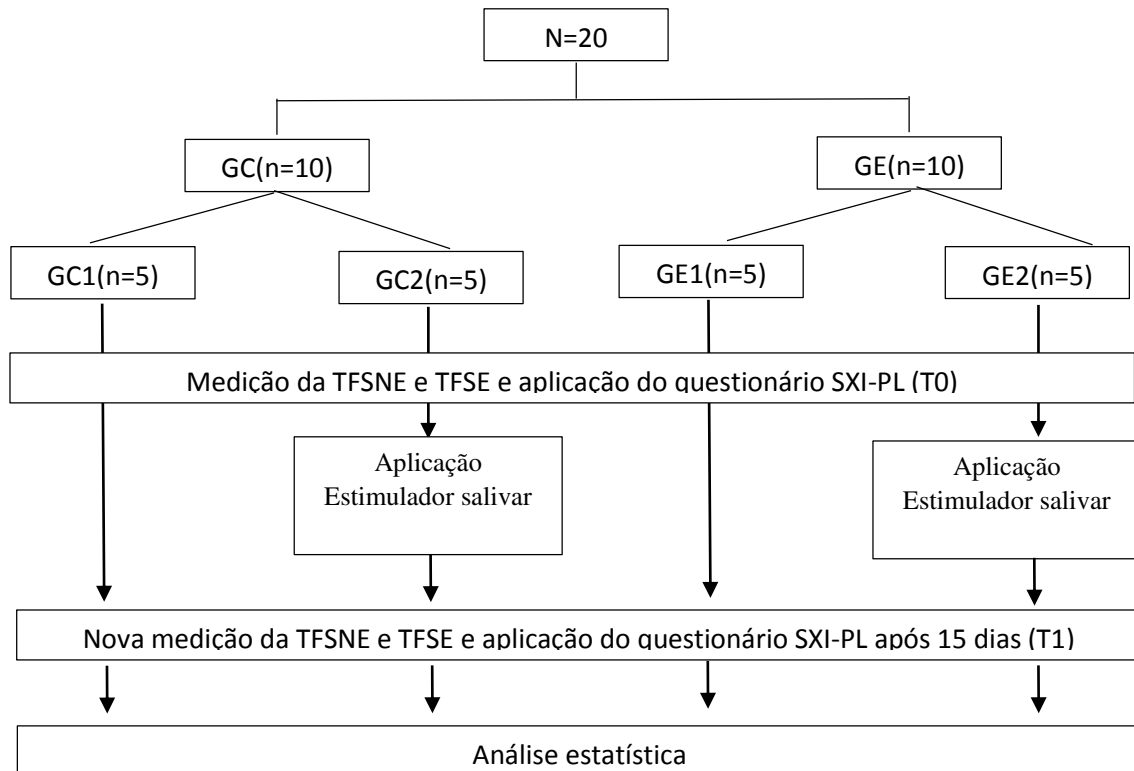 N=20
GC(n=10)
GE(n=10)
GC1(n=5)
GC2(n=5)
GE1(n=5)
GE2(n=5)
Medição da TFSNE e TFSE e aplicação do questionário SXI-PL (T0)
Aplicação
Estimulador salivar
Aplicação
Estimulador salivar
Nova medição da TFSNE e TFSE e aplicação do questionário SXI-PL após 15 dias (T1)
Análise estatística